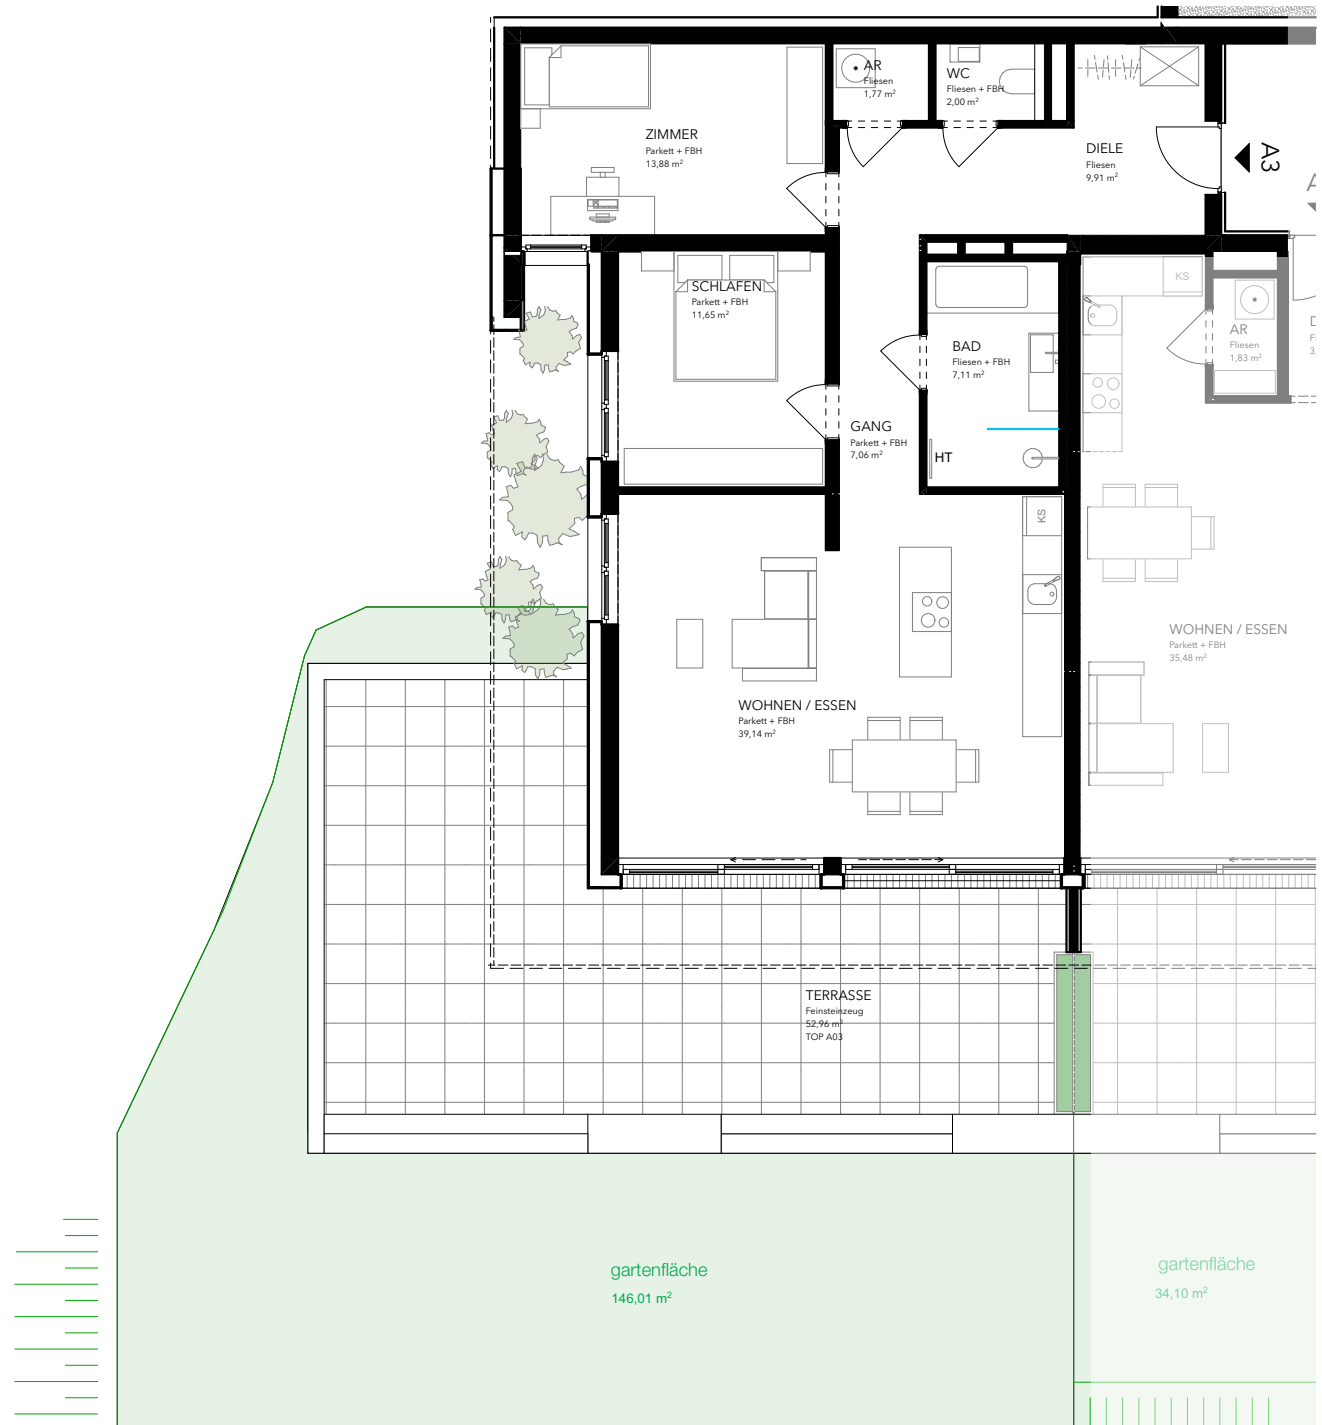 AR
Fliesen
1,77 m²
WC
Fliesen + FBH
2,00 m²
ZIMMER
Parkett + FBH
13,88 m²
DIELE
Fliesen
9,91 m²
A3
SCHLAFEN
Parkett + FBH
11,65 m²
BAD
Fliesen + FBH
7,11 m²
HT
GANG
Parkett + FBH
7,06 m²
KS
AR
Fliesen
1,83 m²
KS
WOHNEN / ESSEN
Parkett + FBH
35,48 m²
WOHNEN / ESSEN
Parkett + FBH
39,14 m²
TERRASSE
Feinsteinzeug
52,96 m²
TOP A03
gartenfläche
146,01 m²
gartenfläche
34,10 m²